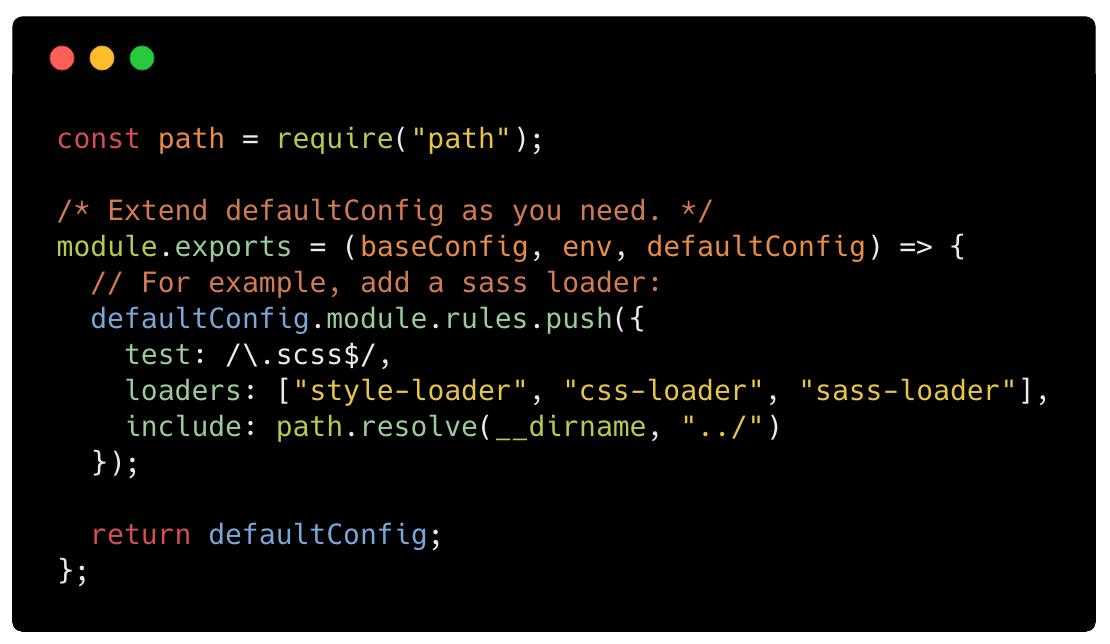 const path = require("path");

/* Extend defaultConfig as you need. */
module.exports = (baseConfig, env, defaultConfig) => {
  // For example, add a sass loader:
  defaultConfig.module.rules.push({
    test: /\.scss$/,
    loaders: ["style-loader", "css-loader", "sass-loader"],
    include: path.resolve(__dirname, "../")
  });

  return defaultConfig;
};